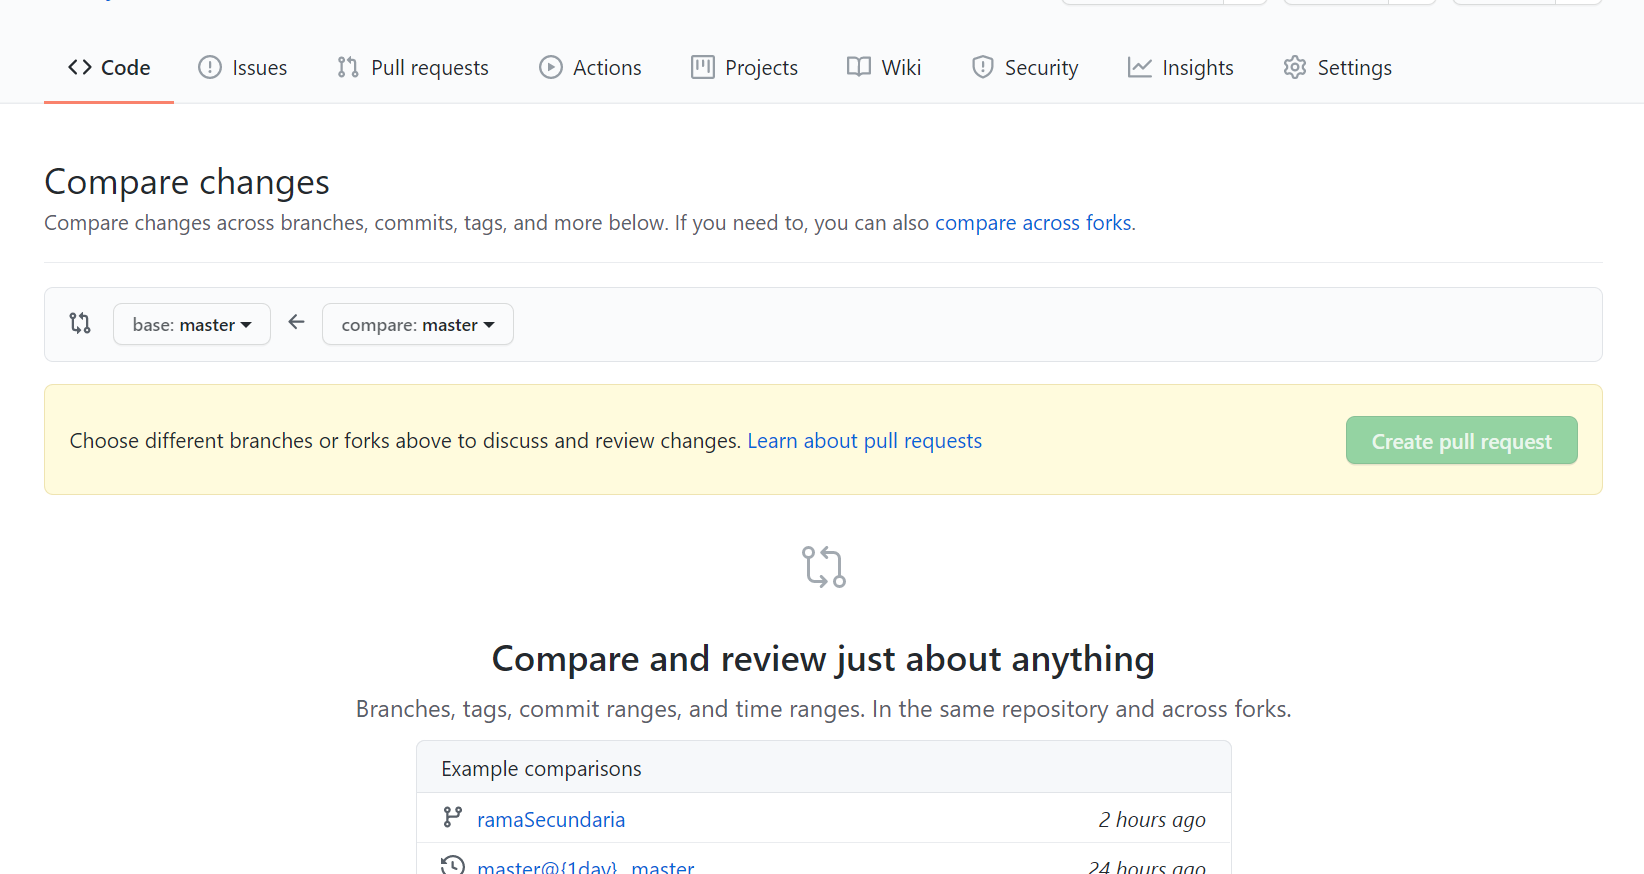 Code Issues Pull requests Actions Projects Wiki Security Insights Settings
Compare changes
Compare changes across branches, commits, tags, and more below. If you need to, you can also compare across forks.
base: master compare: master
Choose different branches or forks above to discuss and review changes. Learn about pull requests Create pull request
Compare and review just about anything
Branches, tags, commit ranges, and time ranges. In the same repository and across forks.
Example comparisons
ramaSecundaria 2 hours ago
master@{1day}...master 24 hours ago